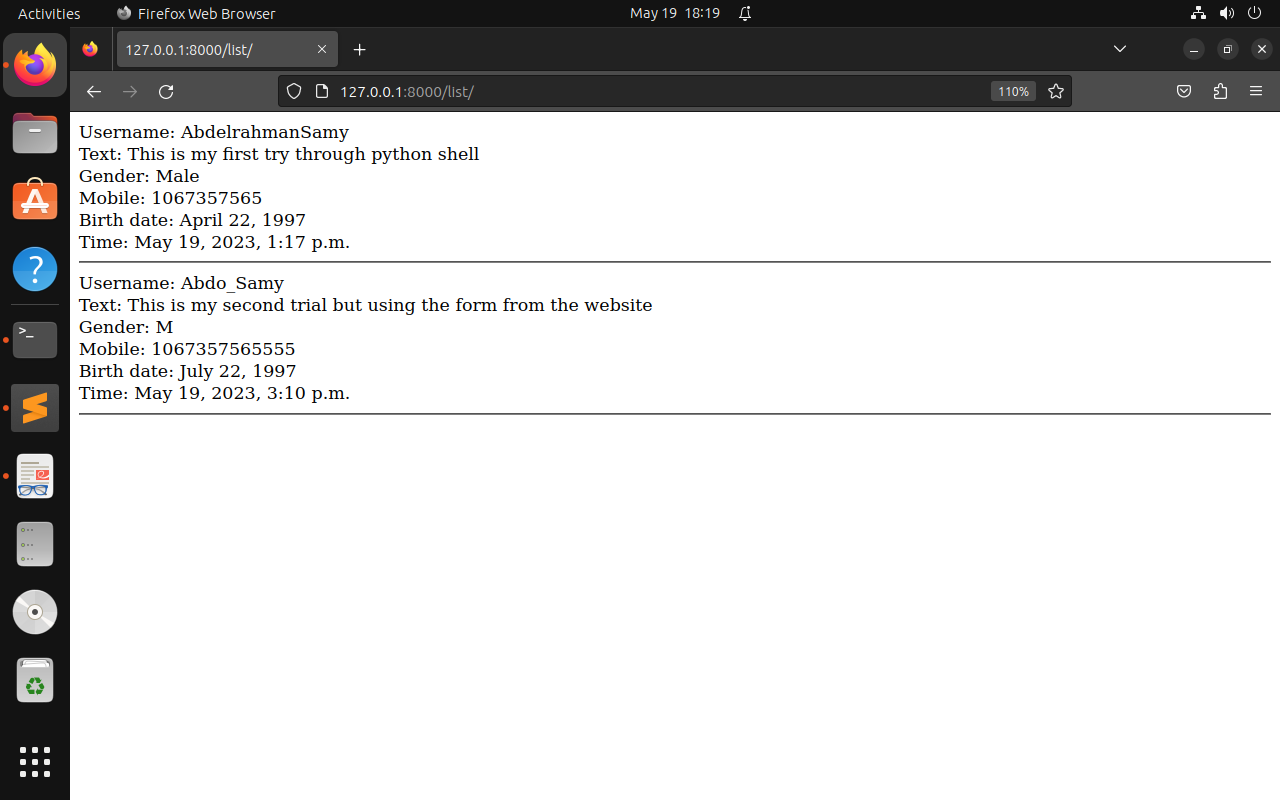 Activities Firefox Web Browser May 19 18:19
127.0.0.1:8000/list/
127.0.0.1:8000/list/ 110%
Username: AbdelrahmanSamy
Text: This is my first try through python shell
Gender: Male
Mobile: 1067357565
Birth date: April 22, 1997
Time: May 19, 2023, 1:17 p.m.
Username: Abdo_Samy
Text: This is my second trial but using the form from the website
Gender: M
Mobile: 1067357565555
Birth date: July 22, 1997
Time: May 19, 2023, 3:10 p.m.